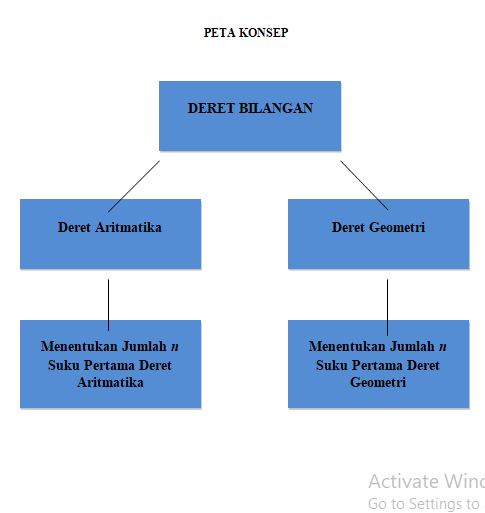 PETA KONSEP
DERET BILANGAN
Deret Aritmatika
Deret Geometri
Menentukan Jumlah n
Suku Pertama Deret
Aritmatika
Menentukan Jumlah n
Suku Pertama Deret
Geometri
Activate Winc
Go to Settings to